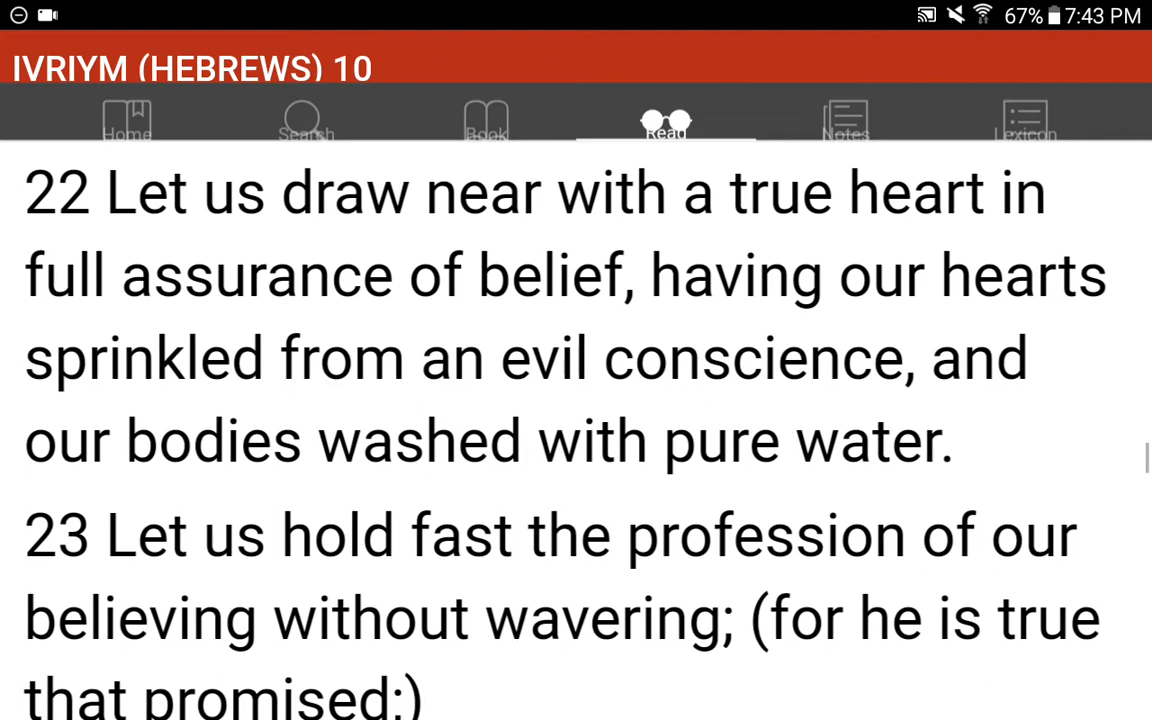 67% 7:43 PM
IVRIYM (HEBREWS) 10
Home Search Book Read Notes Lexicon
22 Let us draw near with a true heart in
full assurance of belief, having our hearts
sprinkled from an evil conscience, and
our bodies washed with pure water.
23 Let us hold fast the profession of our
believing without wavering; (for he is true
that promised;)